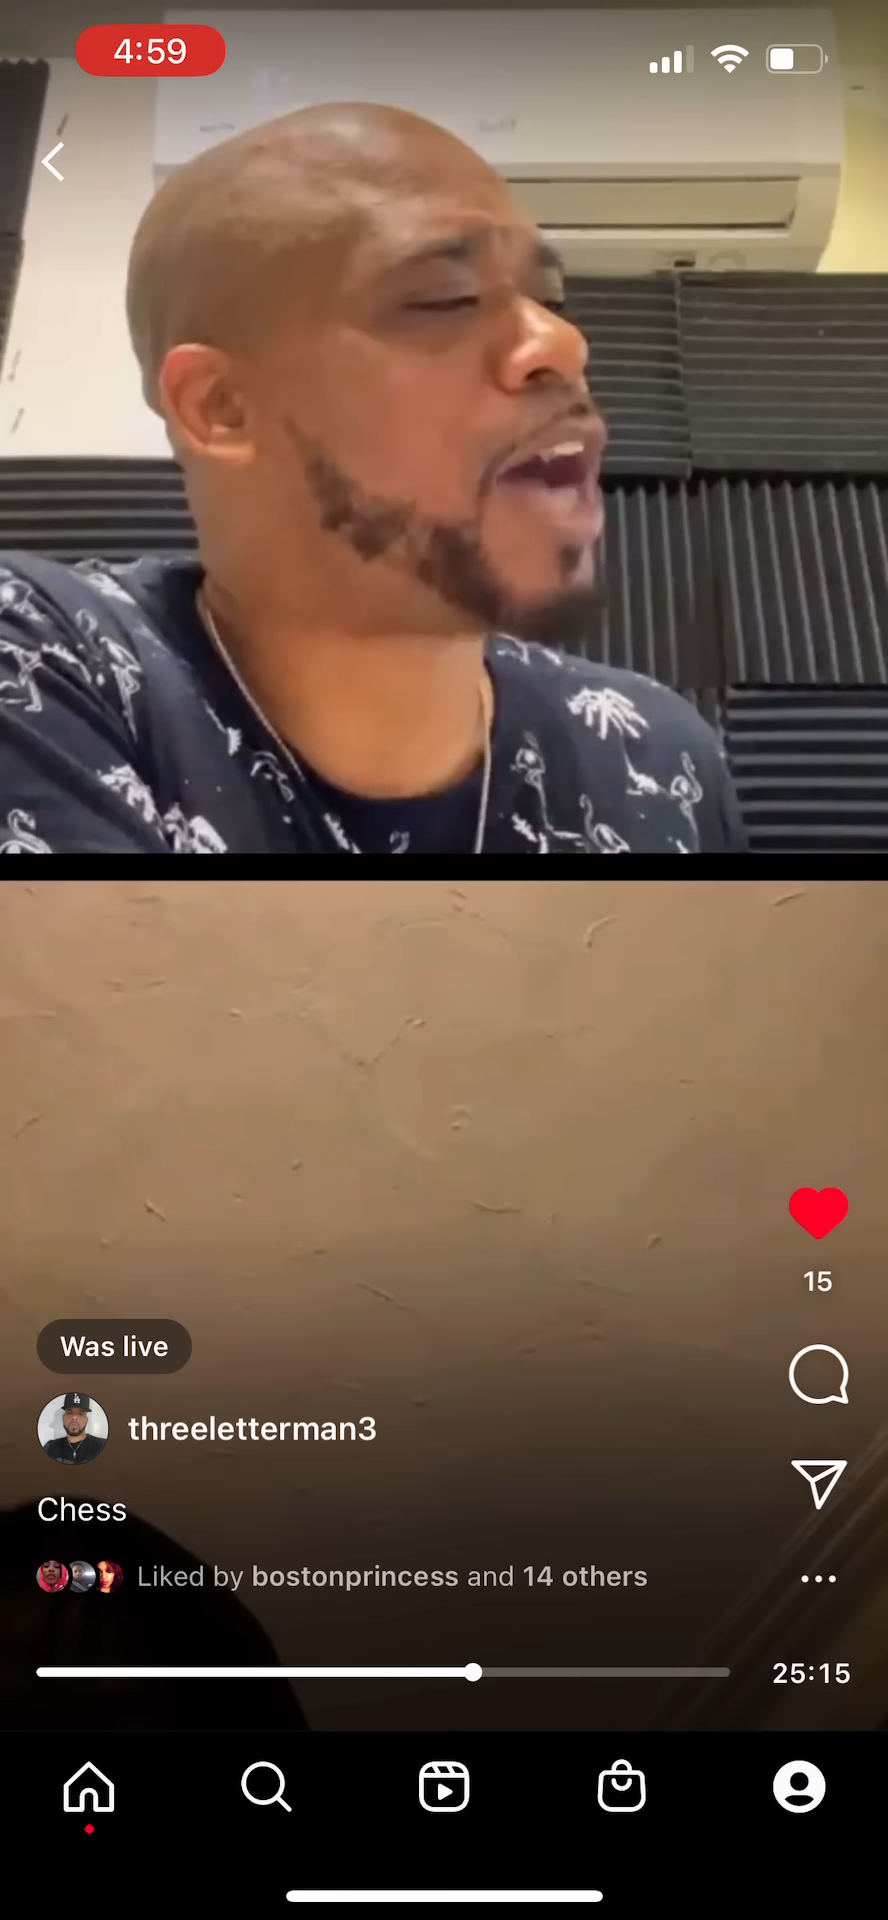 4:59
Was live
threeletterman3
Chess
Liked by bostonprincess and 14 others
15
25:15